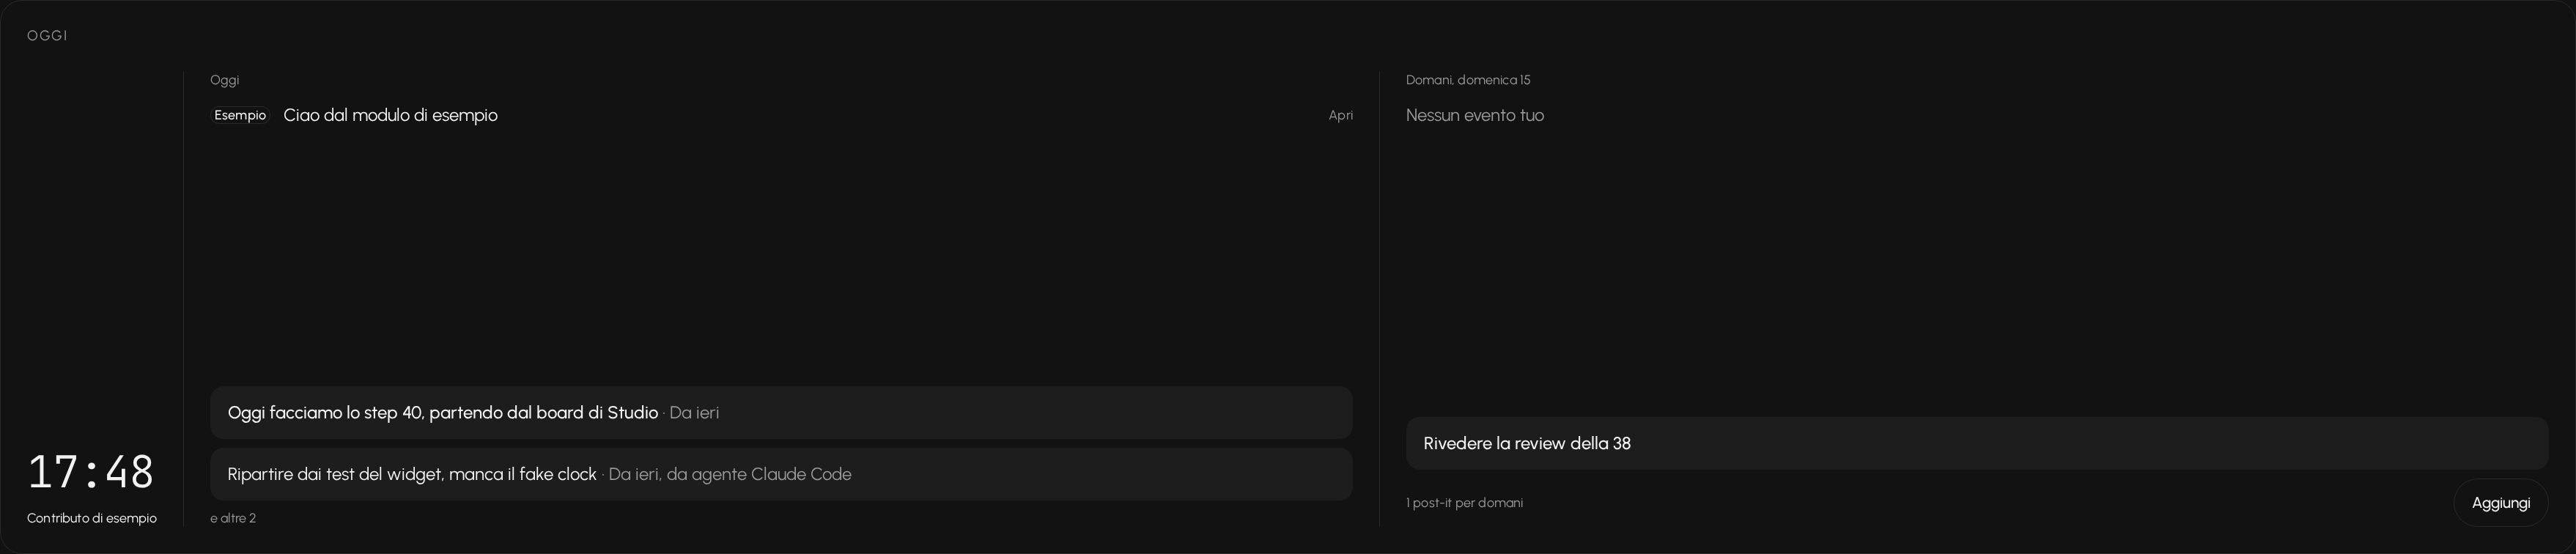 OGGI
17:48
Contributo di esempio
Oggi
Esempio Ciao dal modulo di esempio Apri
Oggi facciamo lo step 40, partendo dal board di Studio · Da ieri
Ripartire dai test del widget, manca il fake clock · Da ieri, da agente Claude Code
e altre 2
Domani, domenica 15
Nessun evento tuo
Rivedere la review della 38
1 post-it per domani Aggiungi